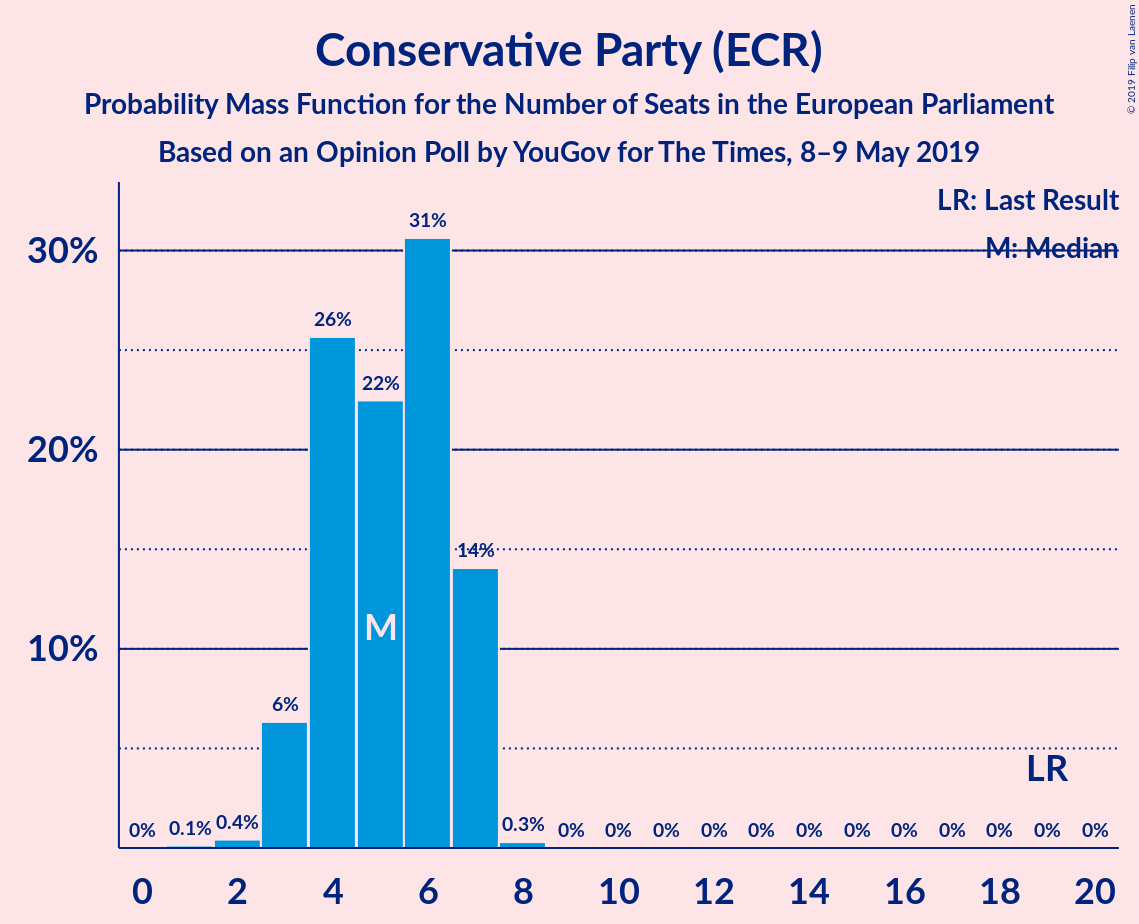 Conservative Party (ECR)
Probability Mass Function for the Number of Seats in the European Parliament
Based on an Opinion Poll by YouGov for The Times, 8–9 May 2019
© 2019 Filip van Laenen
LR: Last Result
M: Median
30%
20%
10%
0%
0.1%
0.4%
6%
26%
22%
31%
14%
0.3%
0%
0%
0%
0%
0%
0%
0%
0%
0%
0%
0%
0%
M
LR
0 2 4 6 8 10 12 14 16 18 20